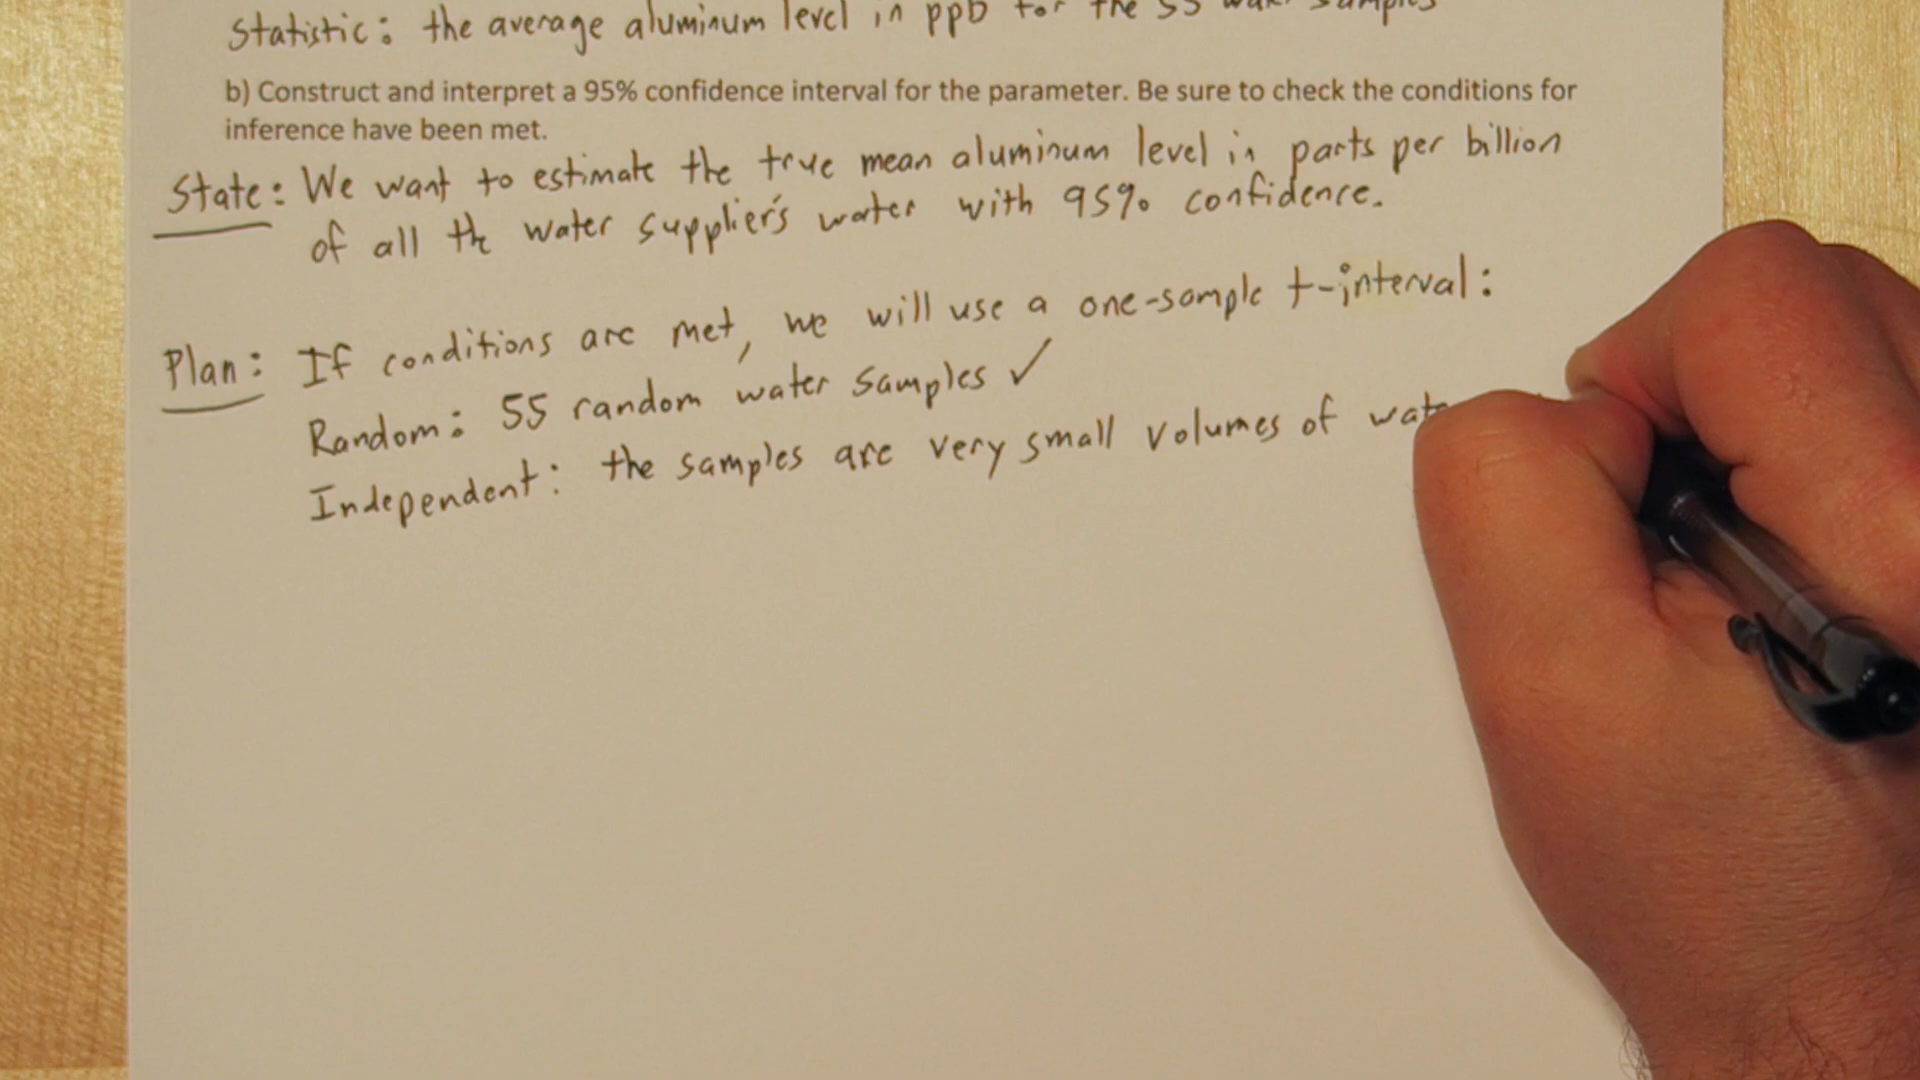 Statistic: the average aluminum level in ppb for the 55 water samples
b) Construct and interpret a 95% confidence interval for the parameter. Be sure to check the conditions for
inference have been met.
State: We want to estimate the true mean aluminum level in parts per billion
of all the water supplier's water with 95% confidence.
Plan: If conditions are met, we will use a one-sample t-interval:
Random: 55 random water samples ✓
Independent: the samples are very small volumes of wate